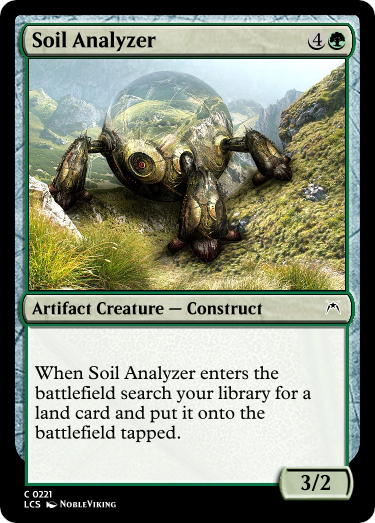 Soil Analyzer 4
Artifact Creature — Construct
When Soil Analyzer enters the
battlefield search your library for a
land card and put it onto the
battlefield tapped.
3/2
C 0221
LCS NobleViking